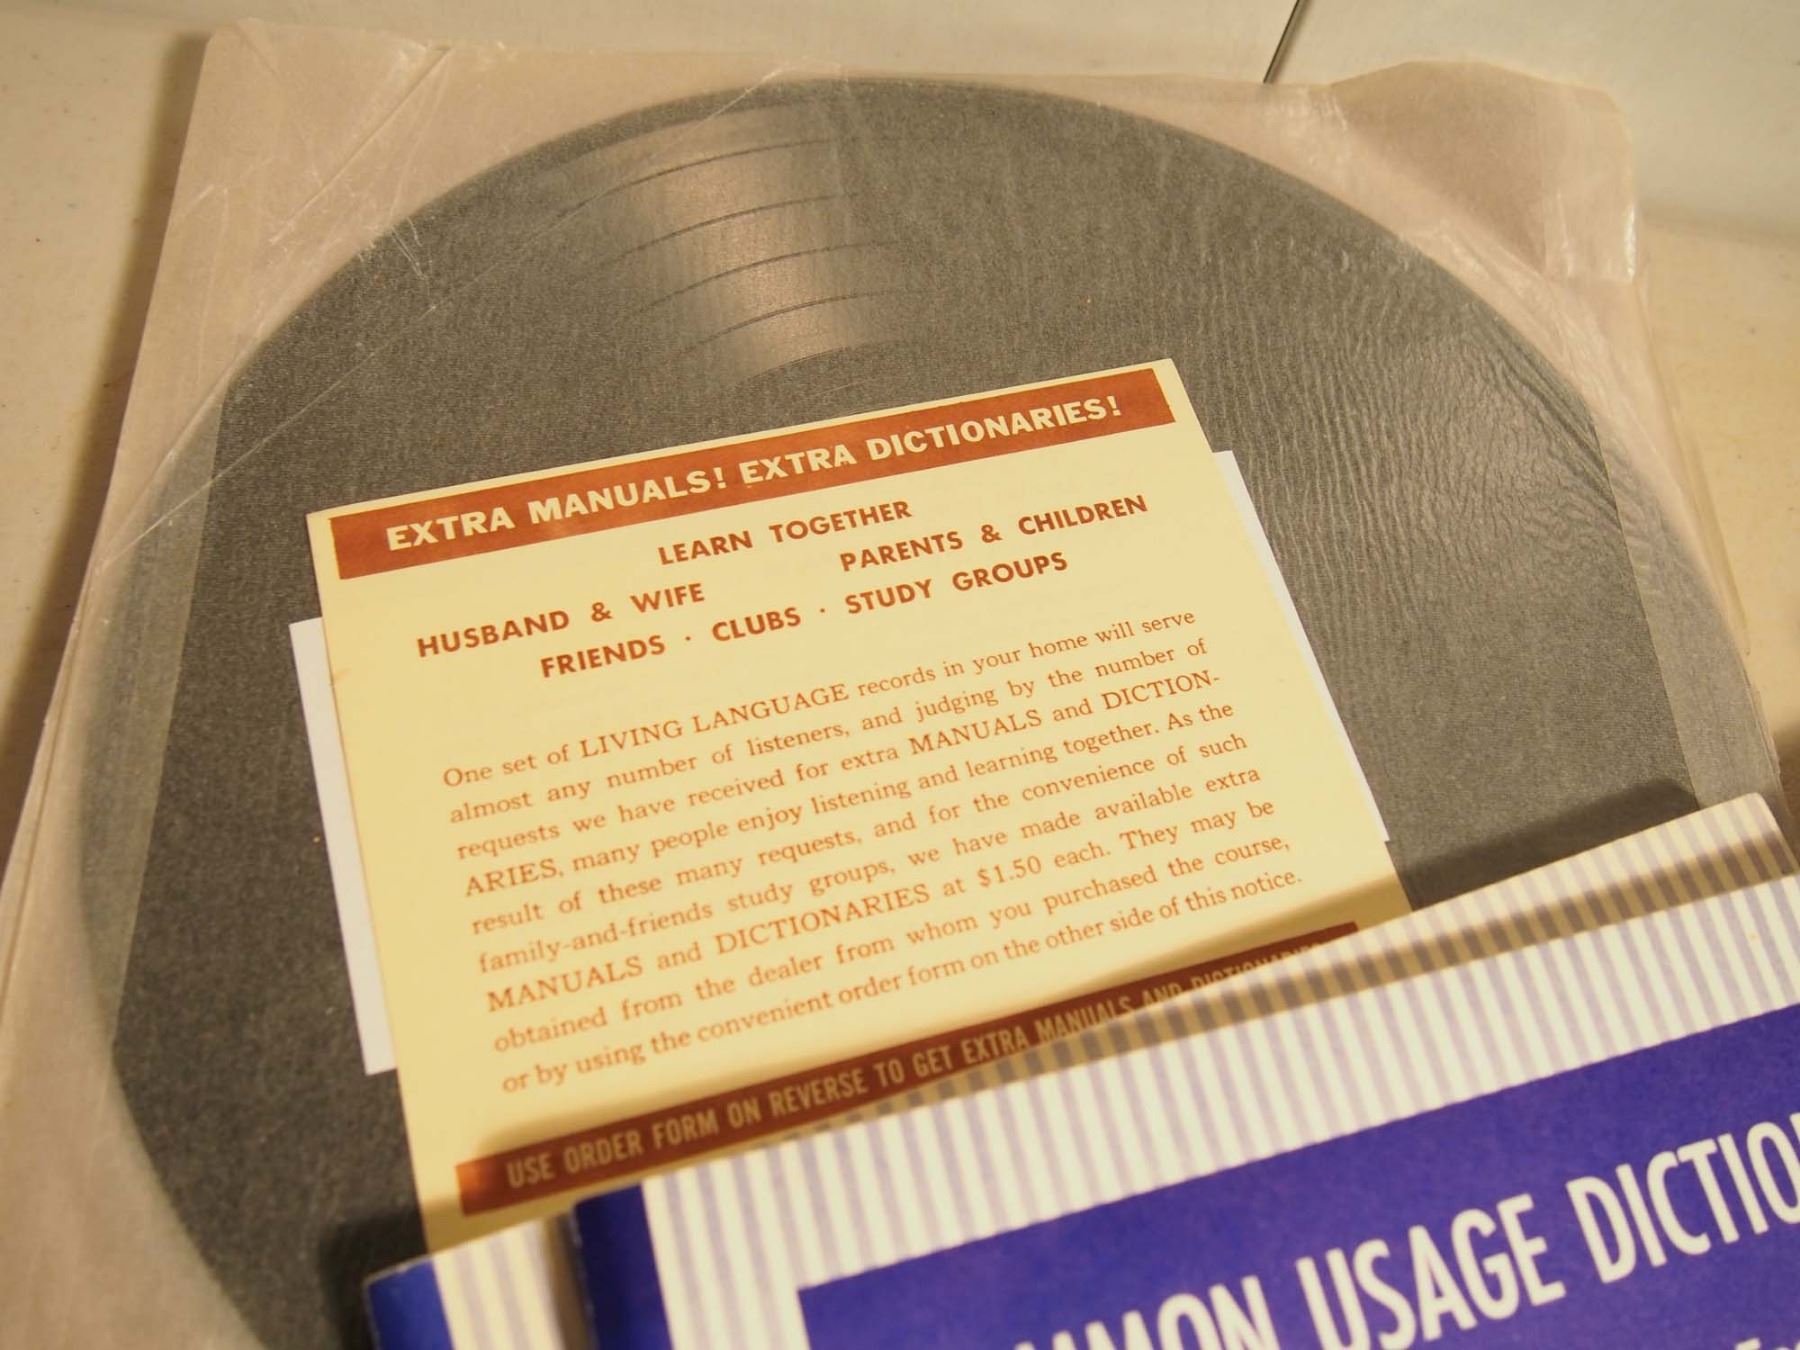 EXTRA MANUALS! EXTRA DICTIONARIES!
LEARN TOGETHER
HUSBAND & WIFE PARENTS & CHILDREN
FRIENDS · CLUBS · STUDY GROUPS
One set of LIVING LANGUAGE records in your home will serve
almost any number of listeners, and judging by the number of
requests we have received for extra MANUALS and DICTION-
ARIES, many people enjoy listening and learning together. As the
result of these many requests, and for the convenience of such
family-and-friends study groups, we have made available extra
MANUALS and DICTIONARIES at $1.50 each. They may be
obtained from the dealer from whom you purchased the course,
or by using the convenient order form on the other side of this notice.
USE ORDER FORM ON REVERSE TO GET EXTRA MANUALS AND DICTIONARIES
MMON USAGE DICTIO